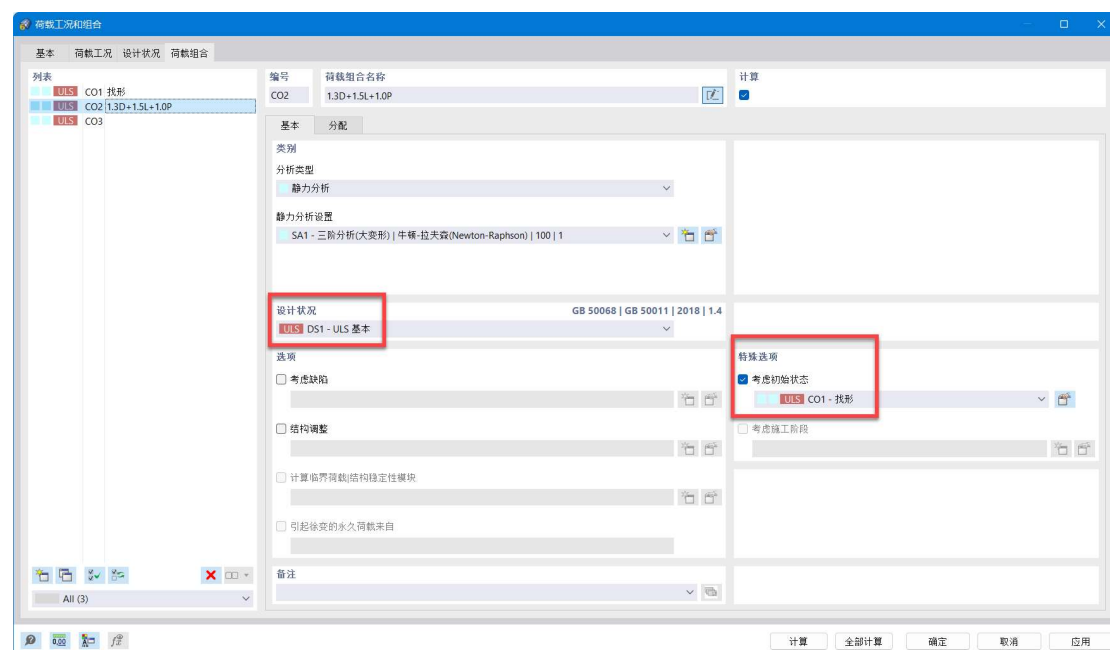 荷载工况和组合
基本 荷载工况 设计状况 荷载组合
列表
ULS CO1 找形
ULS CO2 1.3D+1.5L+1.0P
ULS CO3
All (3)
编号
CO2
荷载组合名称
1.3D+1.5L+1.0P
计算
基本 分配
类别
分析类型
静力分析
静力分析设置
SA1 - 三阶分析(大变形) | 牛顿-拉夫森(Newton-Raphson) | 100 | 1
设计状况 GB 50068 | GB 50011 | 2018 | 1.4
ULS DS1 - ULS 基本
选项
考虑缺陷
结构调整
计算临界荷载|结构稳定性模块
引起徐变的永久荷载来自
特殊选项
考虑初始状态
ULS CO1 - 找形
考虑施工阶段
备注
0,00
计算 全部计算 确定 取消 应用